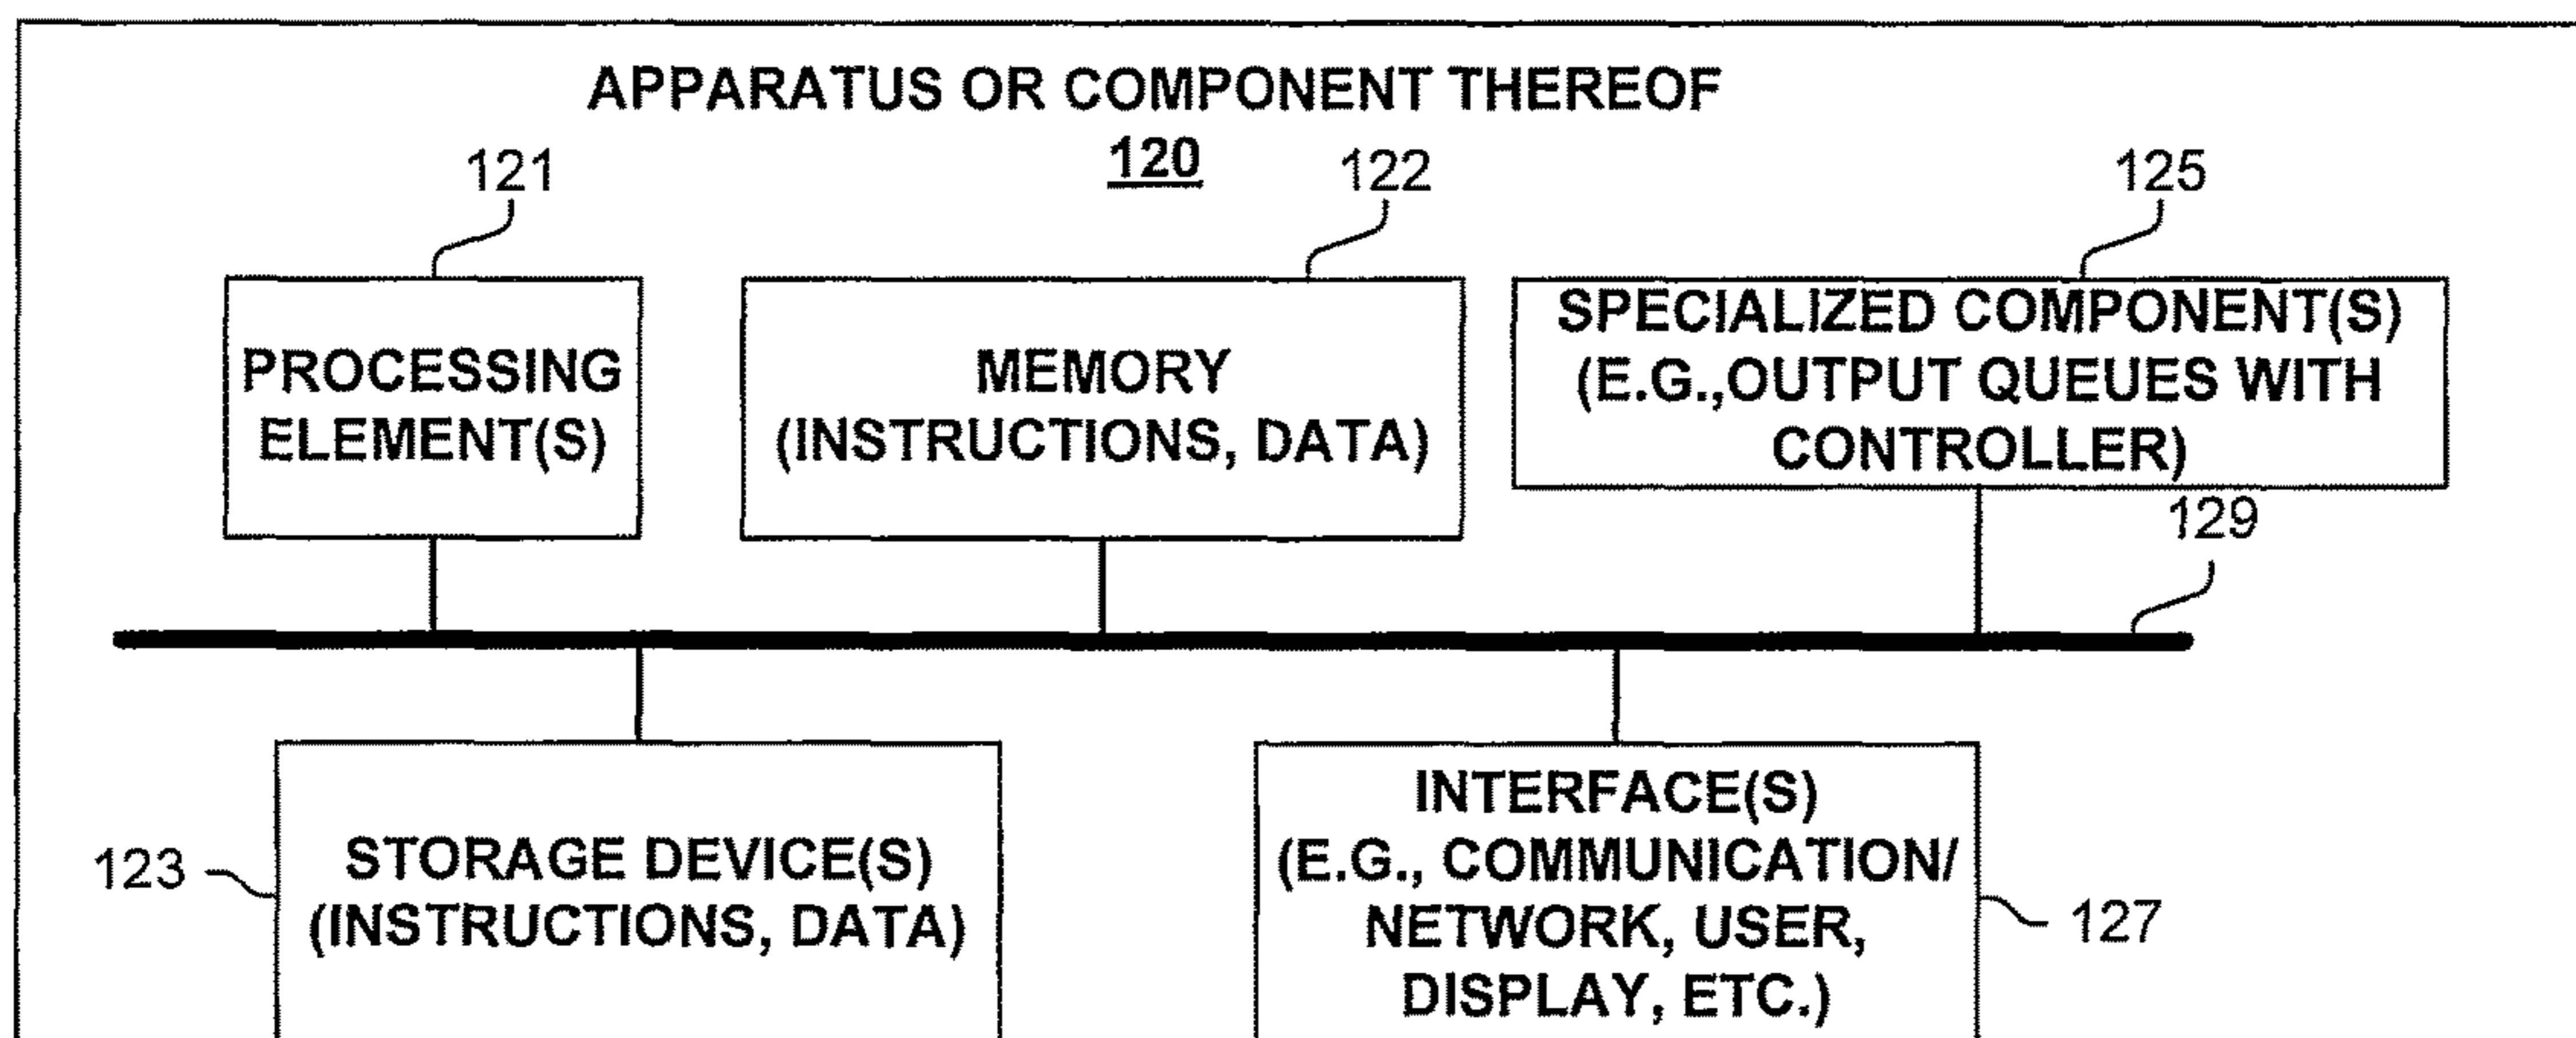 APPARATUS OR COMPONENT THEREOF
120
121
122
125
PROCESSING
ELEMENT(S)
MEMORY
(INSTRUCTIONS, DATA)
SPECIALIZED COMPONENT(S)
(E.G.,OUTPUT QUEUES WITH
CONTROLLER)
129
123
STORAGE DEVICE(S)
(INSTRUCTIONS, DATA)
INTERFACE(S)
(E.G., COMMUNICATION/
NETWORK, USER,
DISPLAY, ETC.)
127